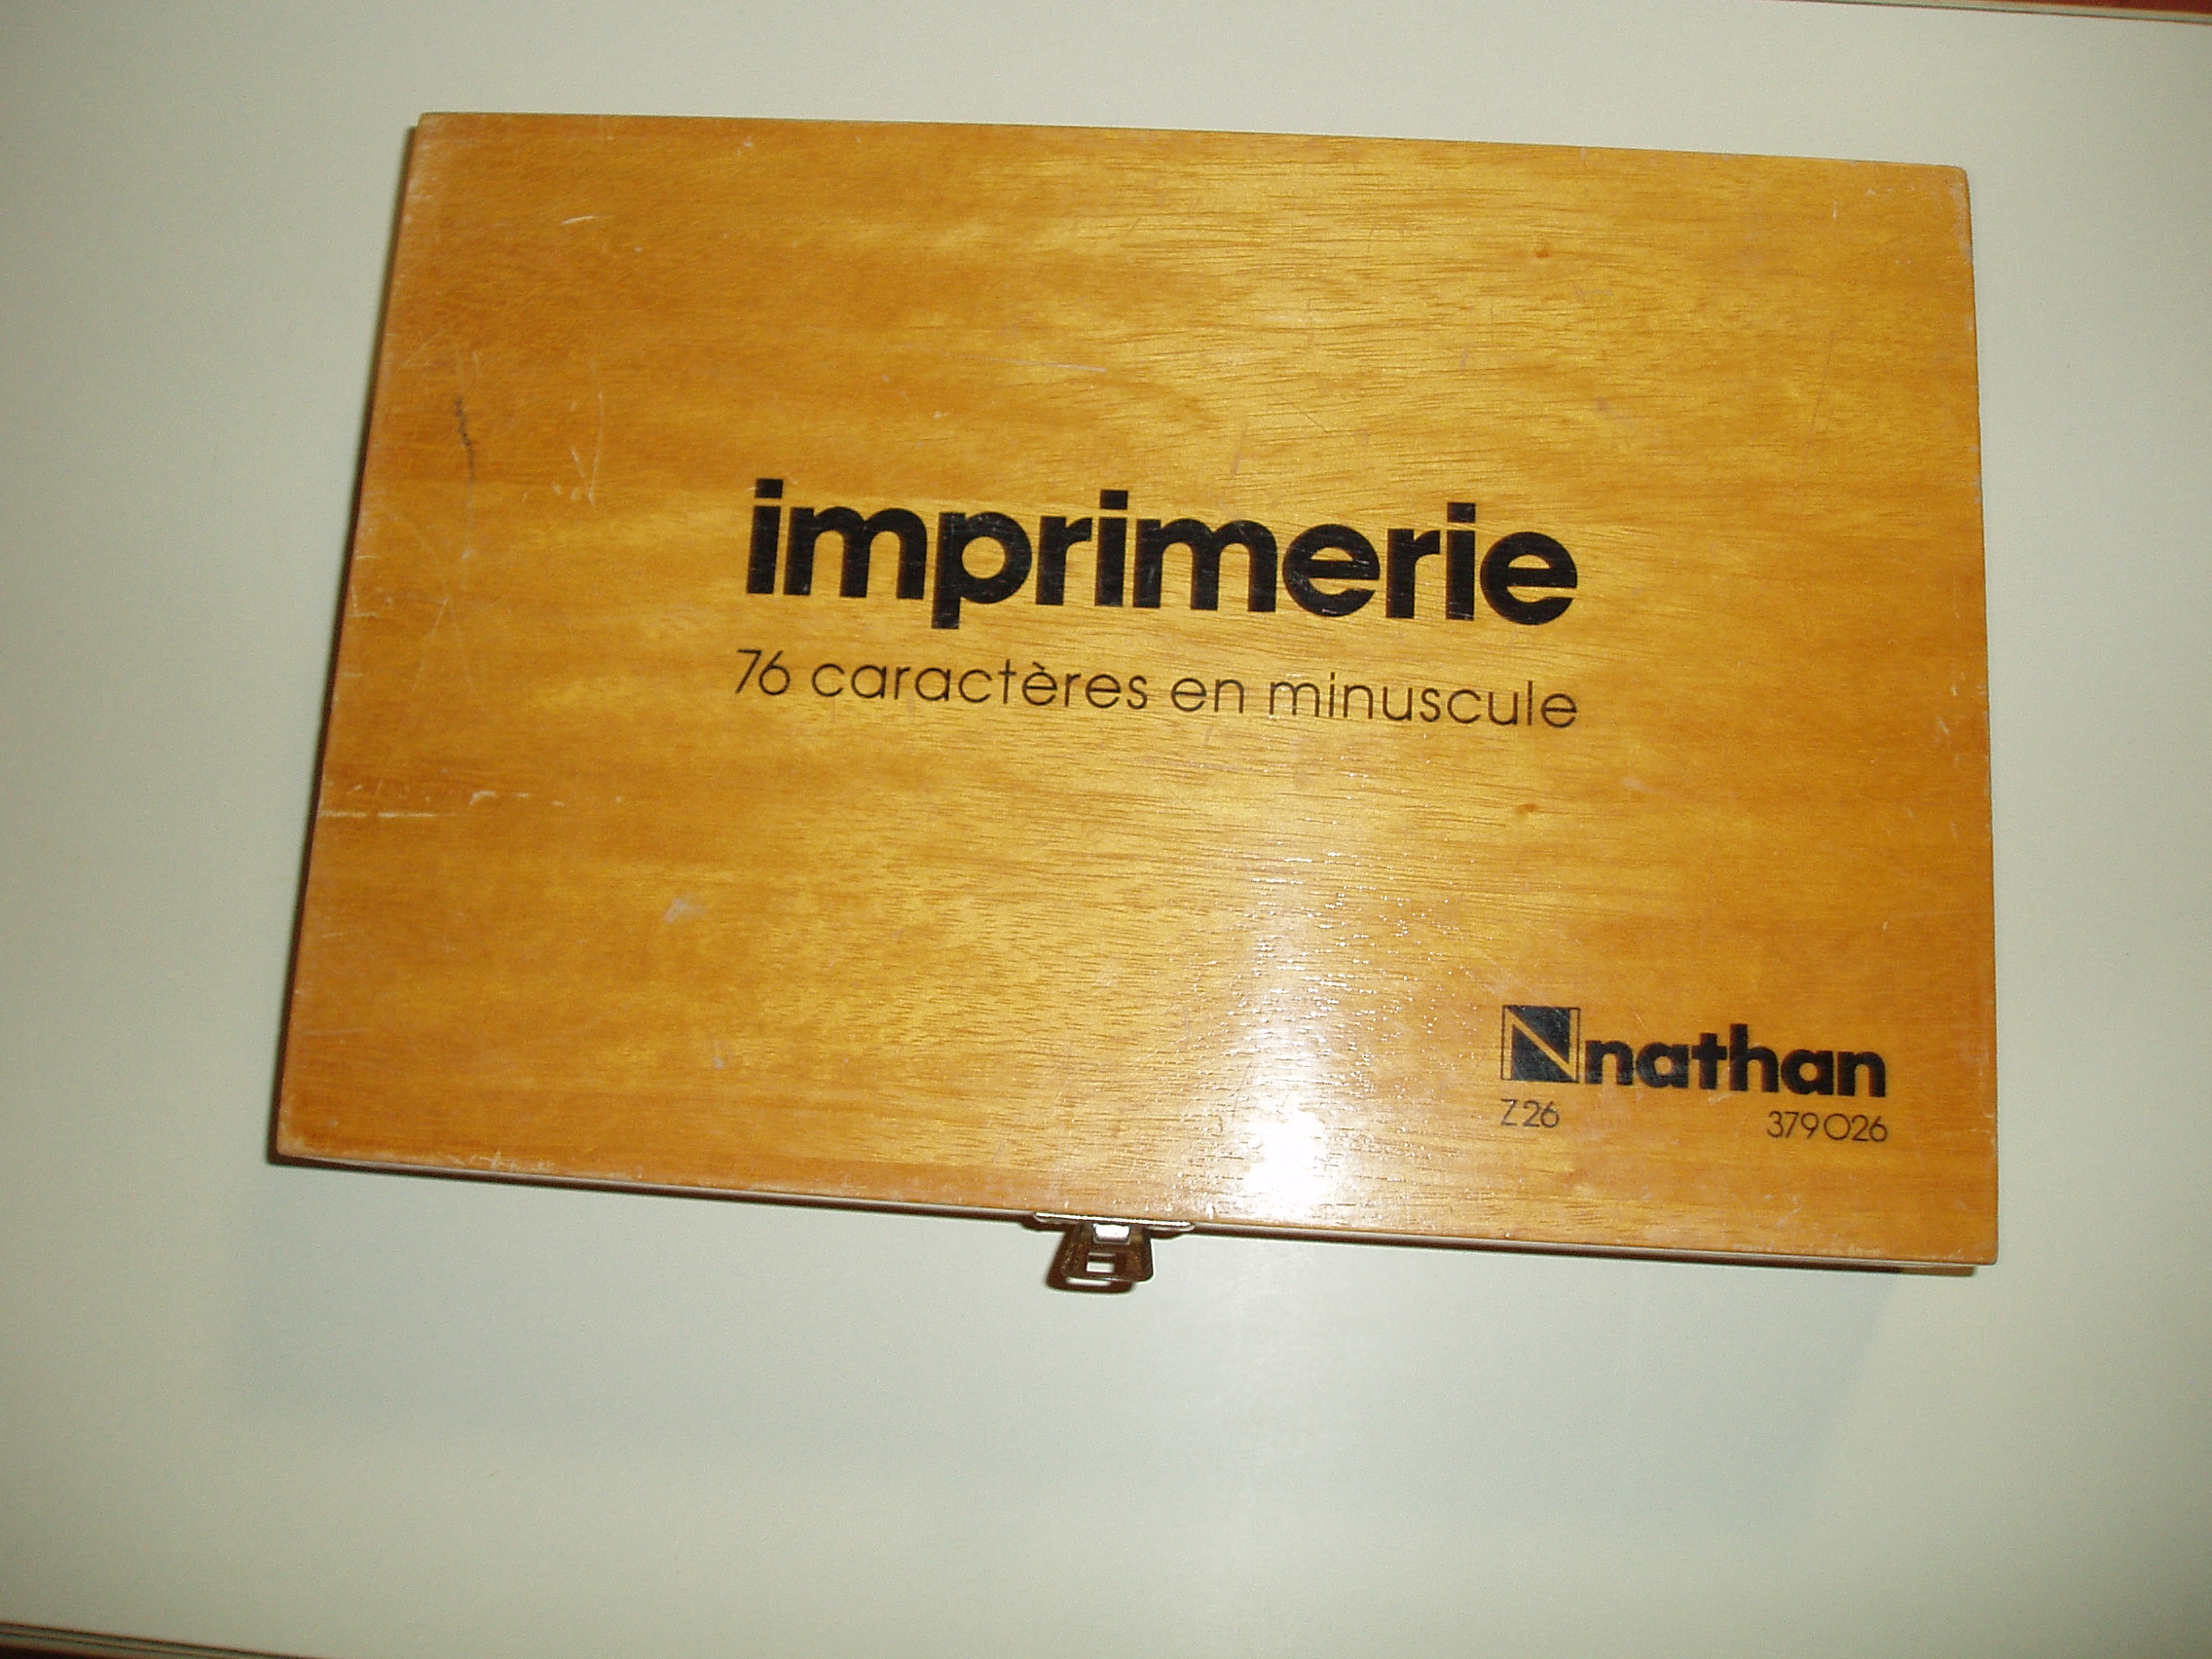 imprimerie
76 caractères en minuscule
N nathan
Z26 379026